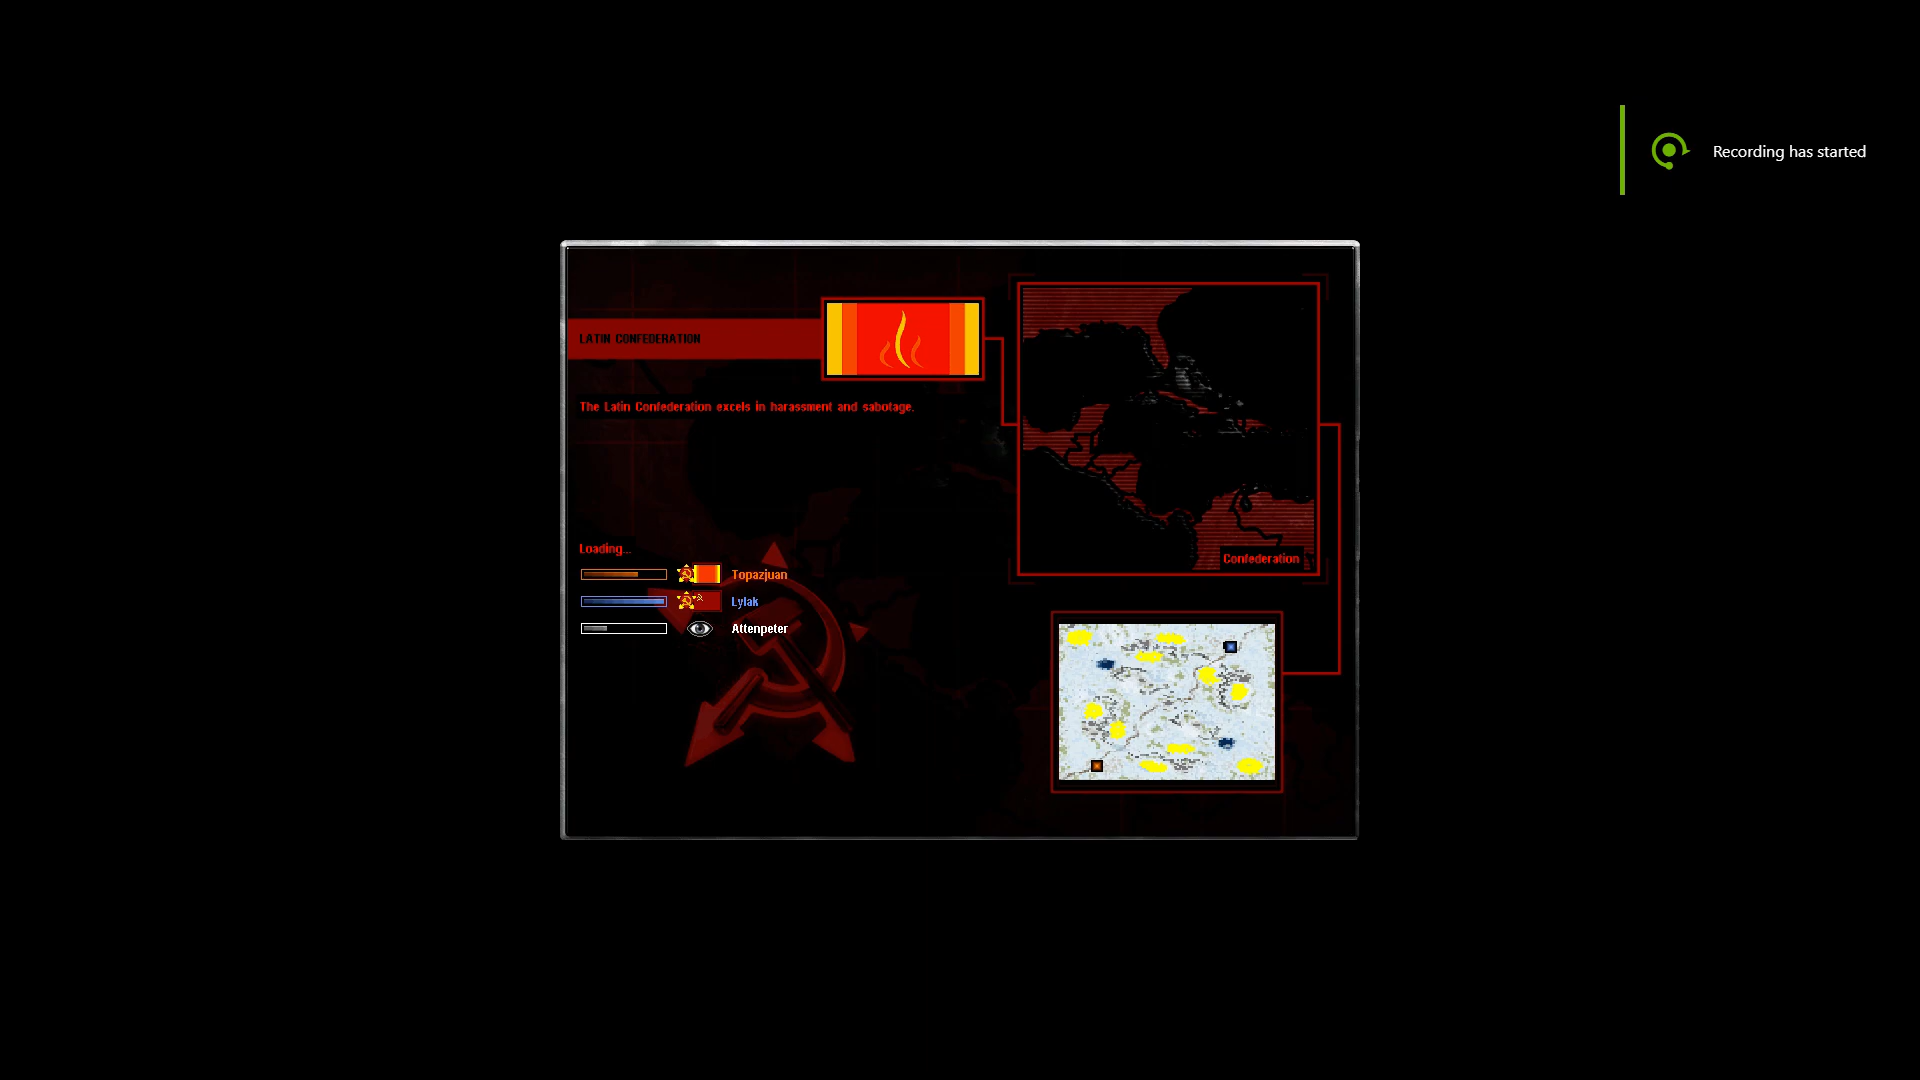 Recording has started
LATIN CONFEDERATION
The Latin Confederation excels in harassment and sabotage.
Confederation
Loading...
Topazjuan
Lylak
Attenpeter